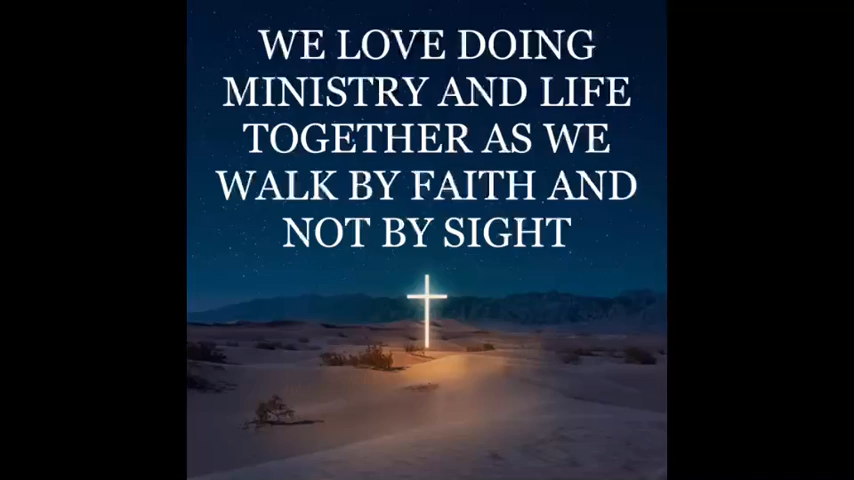 WE LOVE DOING
MINISTRY AND LIFE
TOGETHER AS WE
WALK BY FAITH AND
NOT BY SIGHT